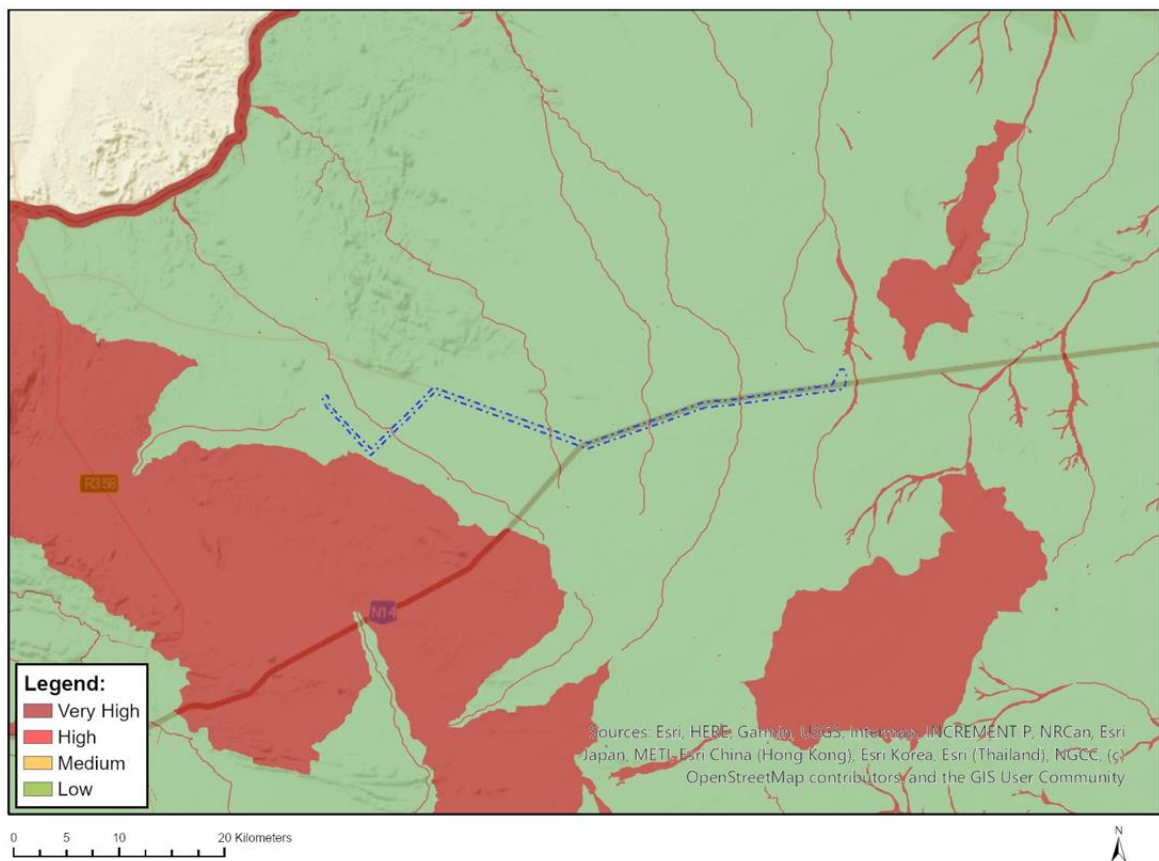 R358
N14
Legend:
Very High
High
Medium
Low
Sources: Esri, HERE, Garmin, USGS, Intermap, INCREMENT P, NRCan, Esri
Japan, METI, Esri China (Hong Kong), Esri Korea, Esri (Thailand), NGCC, (c)
OpenStreetMap contributors, and the GIS User Community
0 5 10 20 Kilometers
N